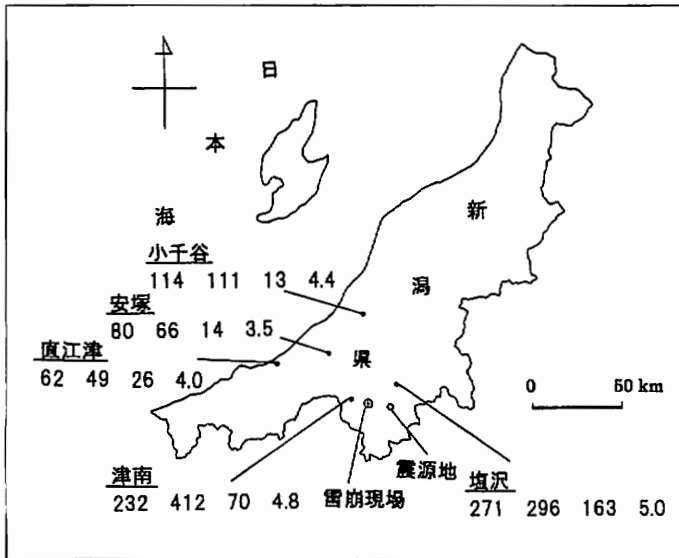 日
本
海
新
潟
県
小千谷
114 111 13 4.4
安塚
80 66 14 3.5
直江津
62 49 26 4.0
0 50 km
津南
232 412 70 4.8
雪崩現場
震源地
塩沢
271 296 163 5.0